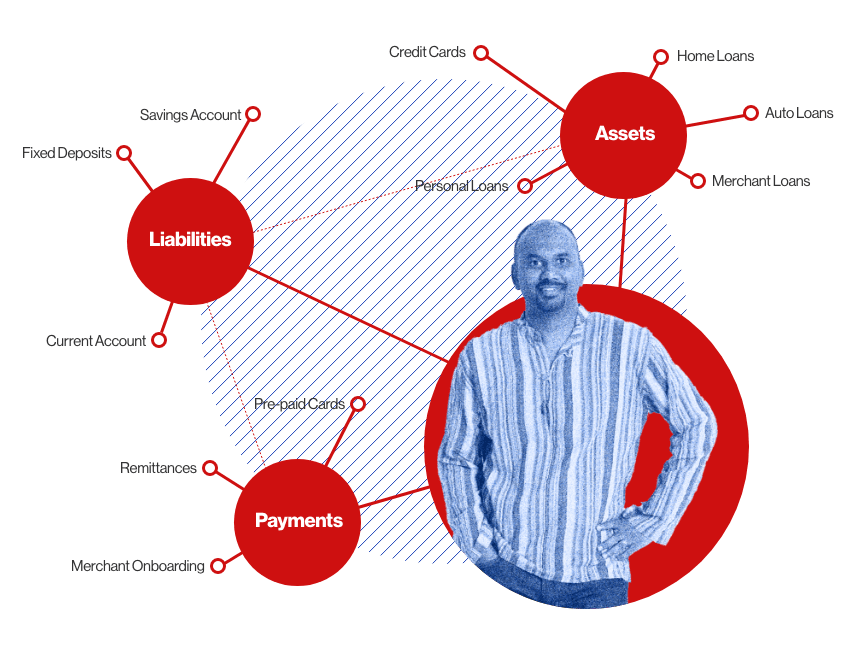 Credit Cards
Home Loans
Savings Account
Auto Loans
Assets
Fixed Deposits
Personal Loans
Merchant Loans
Liabilities
Current Account
Pre-paid Cards
Remittances
Payments
Merchant Onboarding